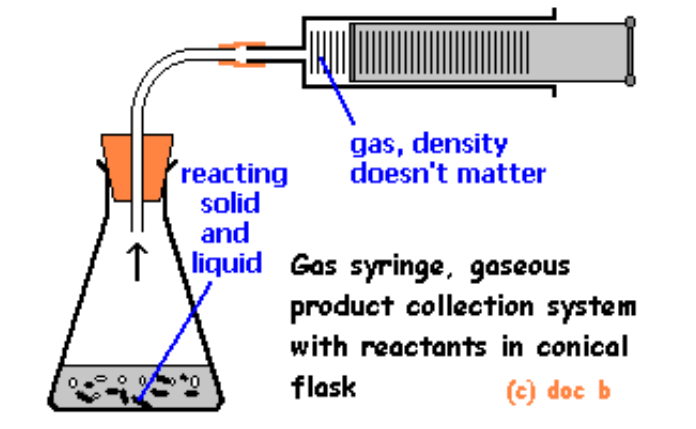 gas, density
doesn't matter
reacting
solid
and
liquid
Gas syringe, gaseous
product collection system
with reactants in conical
flask
(c) doc b